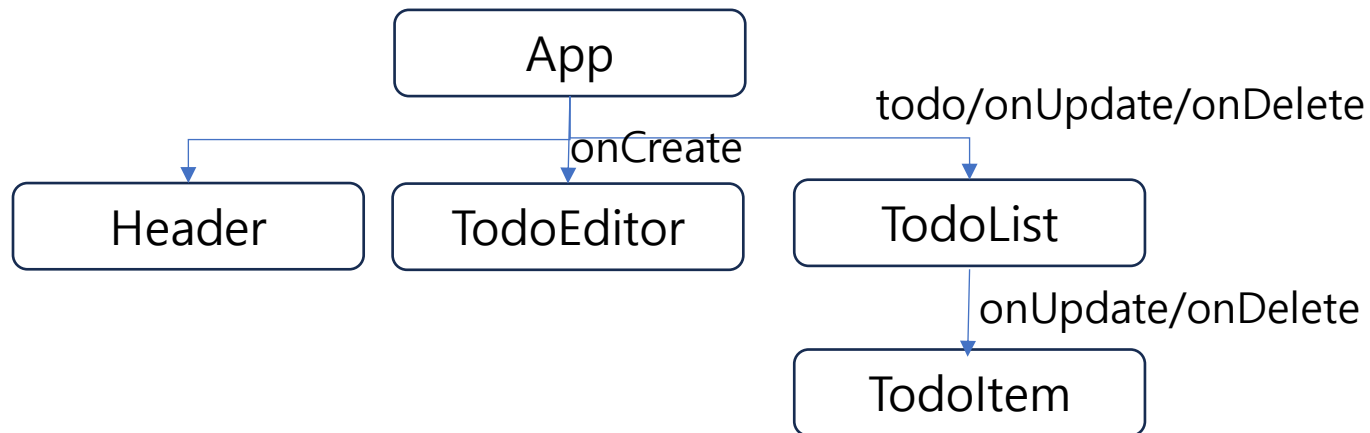 App
todo/onUpdate/onDelete
onCreate
Header
TodoEditor
TodoList
onUpdate/onDelete
TodoItem